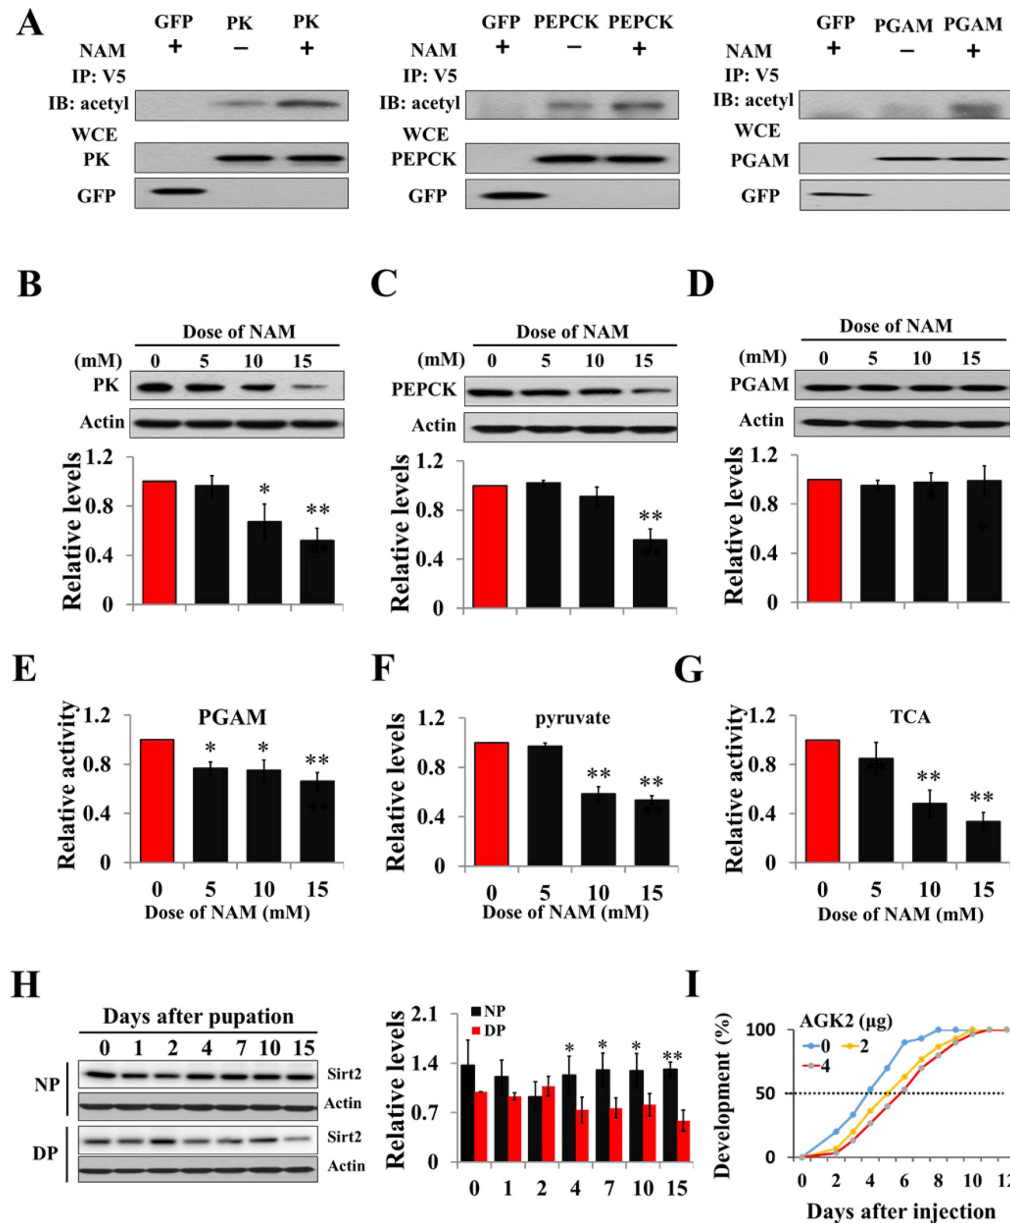 A
GFP PK PK
NAM + – +
IP: V5
IB: acetyl
WCE
PK
GFP
GFP PEPCK PEPCK
NAM + – +
IP: V5
IB: acetyl
WCE
PEPCK
GFP
GFP PGAM PGAM
NAM + – +
IP: V5
IB: acetyl
WCE
PGAM
GFP
B
Dose of NAM
(mM) 0 5 10 15
PK
Actin
Relative levels
1.2
0.8
0.4
0
*
**
**
C
Dose of NAM
(mM) 0 5 10 15
PEPCK
Actin
Relative levels
1.2
0.8
0.4
0
**
**
D
Dose of NAM
(mM) 0 5 10 15
PGAM
Actin
Relative levels
1.2
0.8
0.4
0
*
E
PGAM
Relative activity
1.2
0.8
0.4
0
* * **
**
0 5 10 15
Dose of NAM (mM)
F
pyruvate
Relative levels
1.2
0.8
0.4
0
** **
**
0 5 10 15
Dose of NAM (mM)
G
TCA
Relative activity
1.2
0.8
0.4
0
**
** **
0 5 10 15
Dose of NAM (mM)
H
Days after pupation
0 1 2 4 7 10 15
NP
Sirt2
Actin
DP
Sirt2
Actin
Relative levels
2.1
1.4
0.7
0
NP
DP
* * * **
0 1 2 4 7 10 15
I
Development (%)
AGK2 (μg)
0 2
4
100
50
0
0 2 4 6 8 10 12
Days after injection